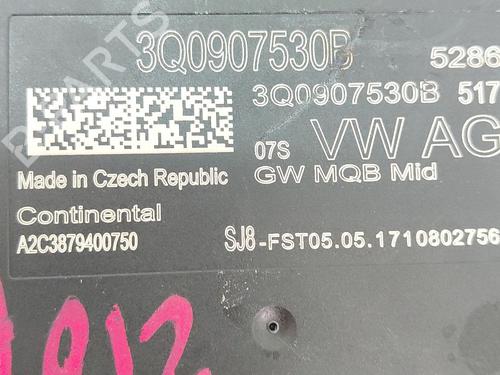 3Q0907530B 5286
3Q0907530B 517
07S VW AG
GW MQB Mid
Made in Czech Republic
Continental
A2C3879400750 SJ8-FST05.05.1710802756